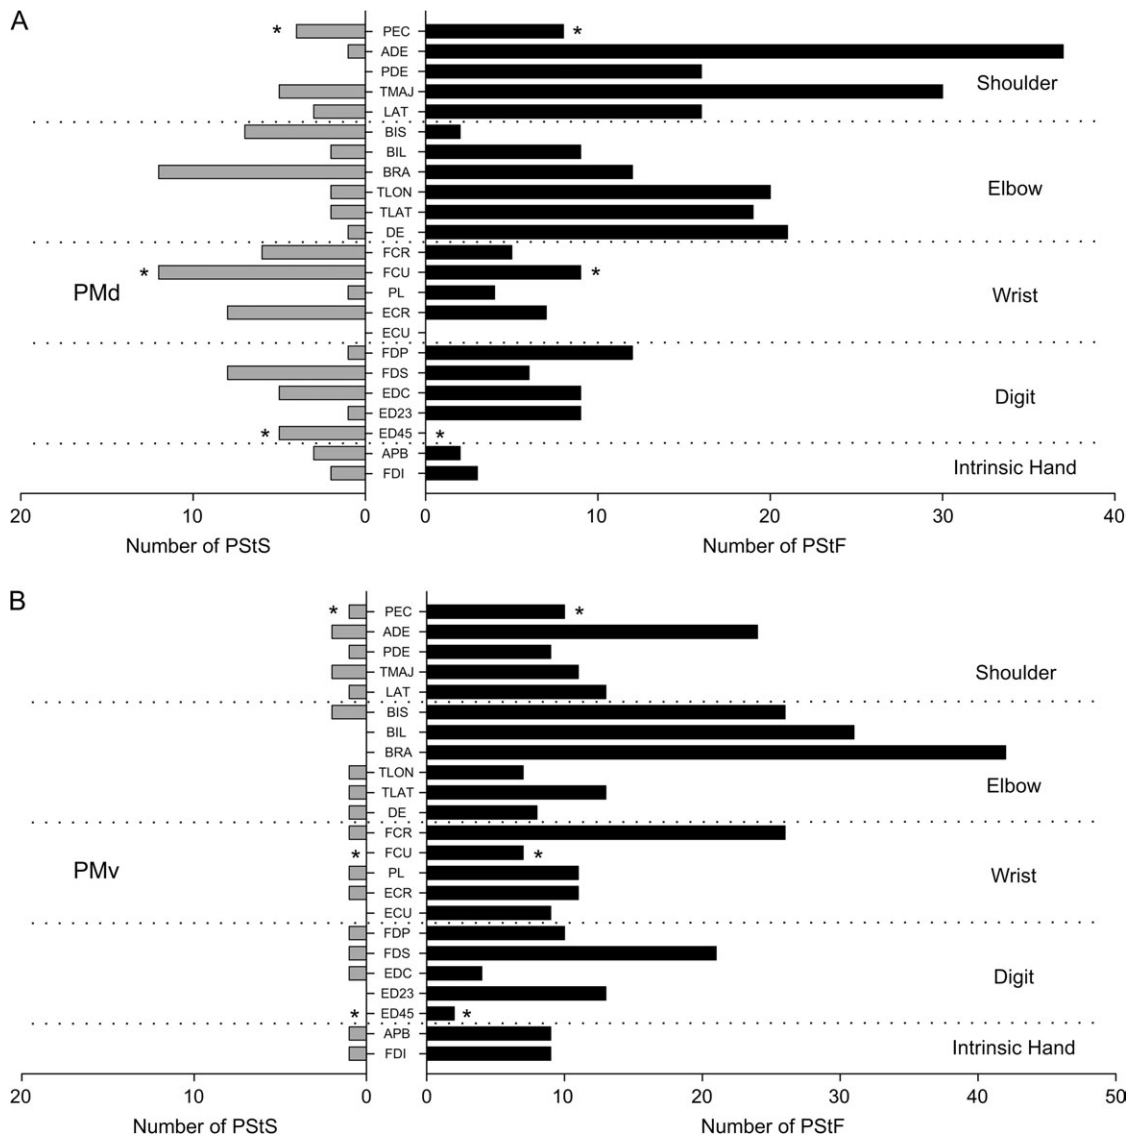 A
* PEC *
ADE
PDE
TMAJ
Shoulder
LAT
BIS
BIL
BRA
TLON
Elbow
TLAT
DE
FCR
* FCU *
PMd
PL
Wrist
ECR
ECU
FDP
FDS
EDC
Digit
ED23
* ED45 *
APB
Intrinsic Hand
FDI
20 10 0 0 10 20 30 40
Number of PStS Number of PStF
B
* PEC *
ADE
PDE
TMAJ
Shoulder
LAT
BIS
BIL
BRA
TLON
Elbow
TLAT
DE
FCR
* FCU *
PMv
PL
Wrist
ECR
ECU
FDP
FDS
EDC
Digit
ED23
* ED45 *
APB
Intrinsic Hand
FDI
20 10 0 0 10 20 30 40 50
Number of PStS Number of PStF